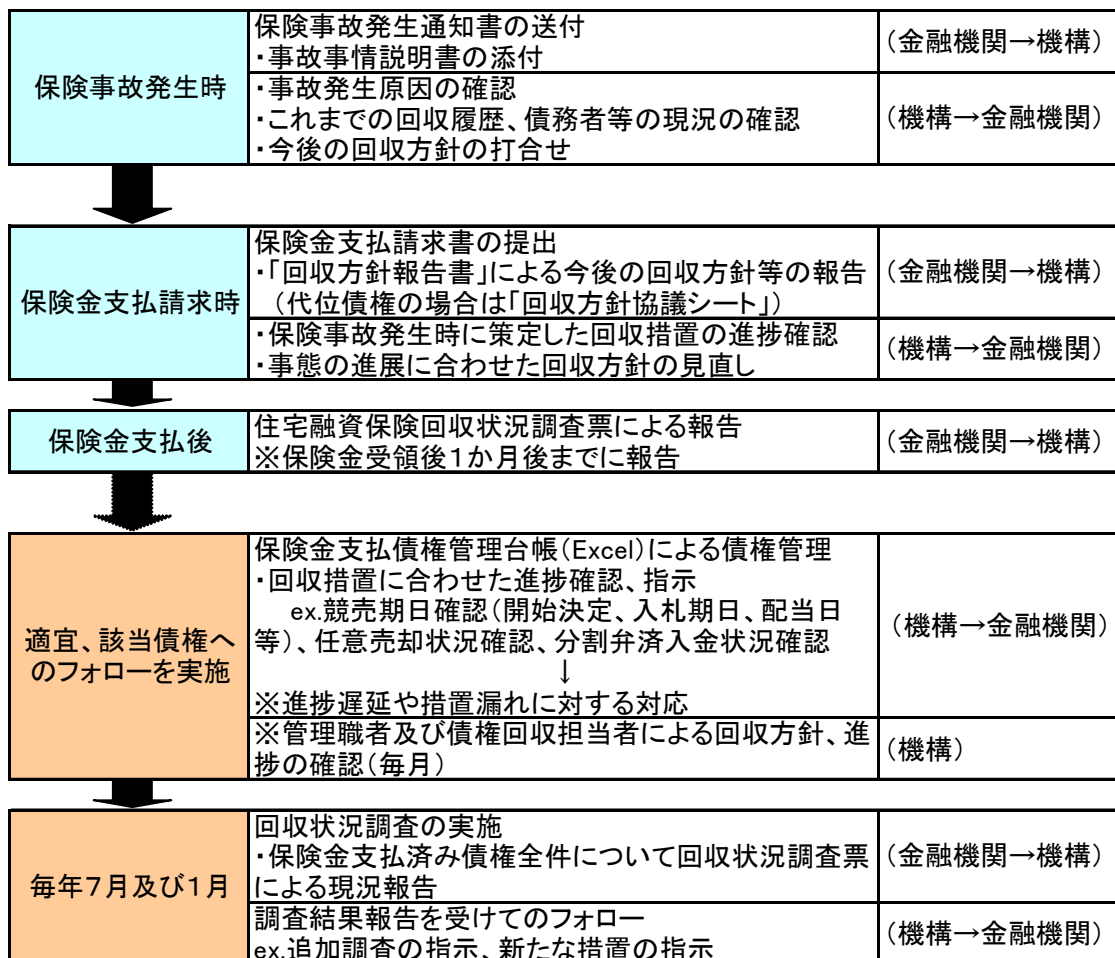 保険事故発生時
保険事故発生通知書の送付
・事故事情説明書の添付
（金融機関→機構）
・事故発生原因の確認
・これまでの回収履歴、債務者等の現況の確認
・今後の回収方針の打合せ
（機構→金融機関）
保険金支払請求時
保険金支払請求書の提出
・「回収方針報告書」による今後の回収方針等の報告
（代位債権の場合は「回収方針協議シート」）
（金融機関→機構）
・保険事故発生時に策定した回収措置の進捗確認
・事態の進展に合わせた回収方針の見直し
（機構→金融機関）
保険金支払後
住宅融資保険回収状況調査票による報告
※保険金受領後１か月後までに報告
（金融機関→機構）
適宜、該当債権へ
のフォローを実施
保険金支払債権管理台帳（Excel）による債権管理
・回収措置に合わせた進捗確認、指示
ex.競売期日確認（開始決定、入札期日、配当日
等）、任意売却状況確認、分割弁済入金状況確認
↓
※進捗遅延や措置漏れに対する対応
（機構→金融機関）
※管理職者及び債権回収担当者による回収方針、進
捗の確認（毎月）
（機構）
毎年７月及び１月
回収状況調査の実施
・保険金支払済み債権全件について回収状況調査票
による現況報告
（金融機関→機構）
調査結果報告を受けてのフォロー
ex.追加調査の指示、新たな措置の指示
（機構→金融機関）